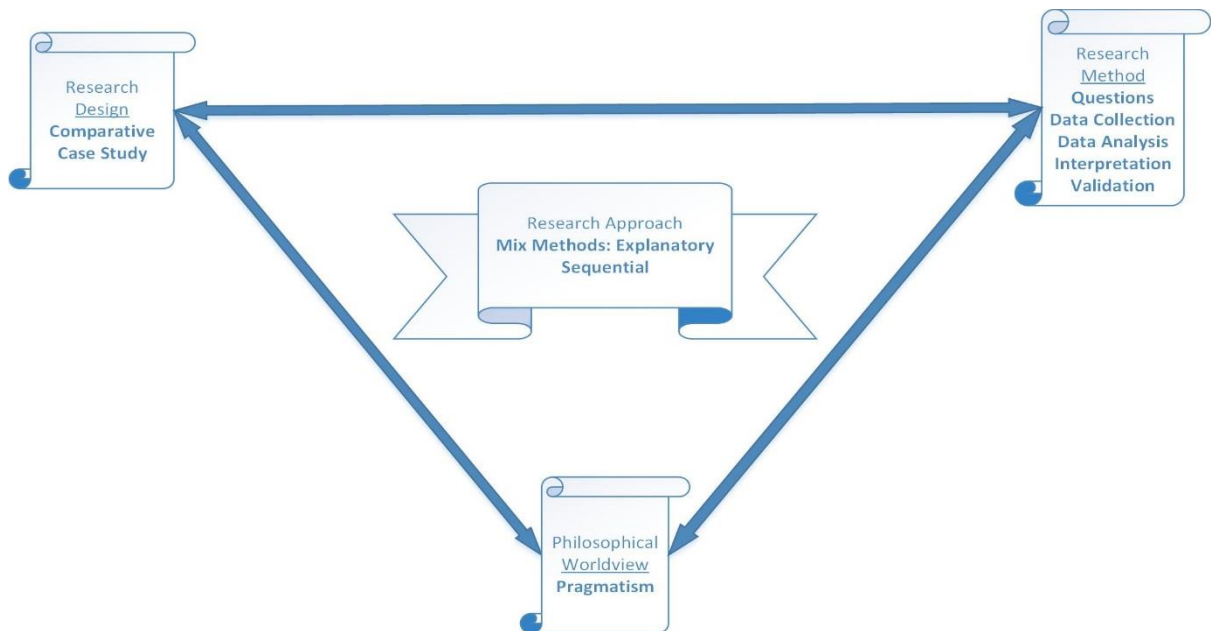 Research
Design
Comparative
Case Study
Research
Method
Questions
Data Collection
Data Analysis
Interpretation
Validation
Research Approach
Mix Methods: Explanatory
Sequential
Philosophical
Worldview
Pragmatism